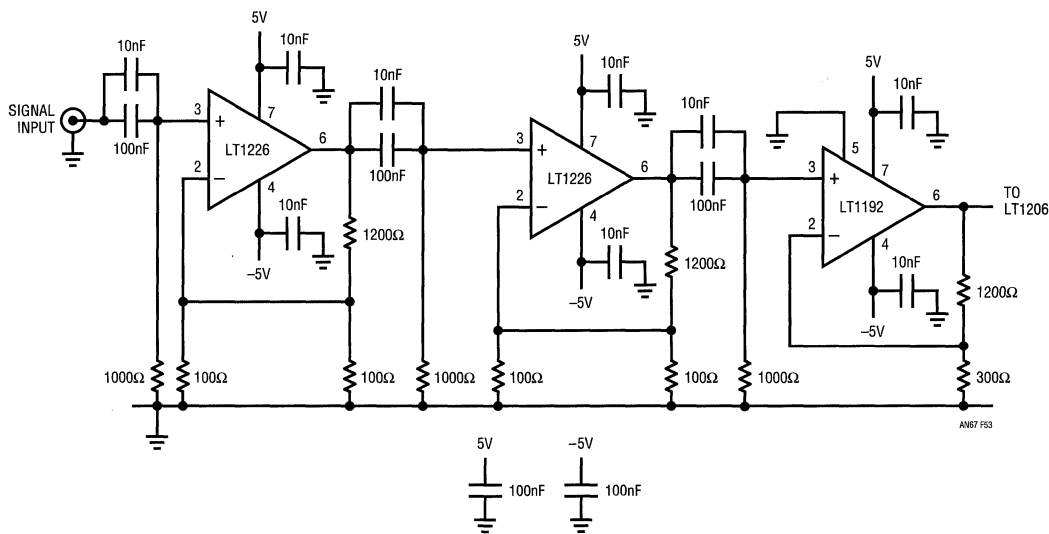 5V
10nF
10nF
SIGNAL
INPUT
100nF
3
+
7
LT1226
6
2
−
4
10nF
−5V
1000Ω
100Ω
10nF
100nF
1200Ω
100Ω
1000Ω
5V
10nF
3
+
7
LT1226
6
2
−
4
10nF
−5V
100Ω
10nF
100nF
1200Ω
100Ω
1000Ω
5V
10nF
5
3
+
7
LT1192
6
2
−
4
10nF
−5V
TO
LT1206
1200Ω
300Ω
AN67 F53
5V
100nF
−5V
100nF